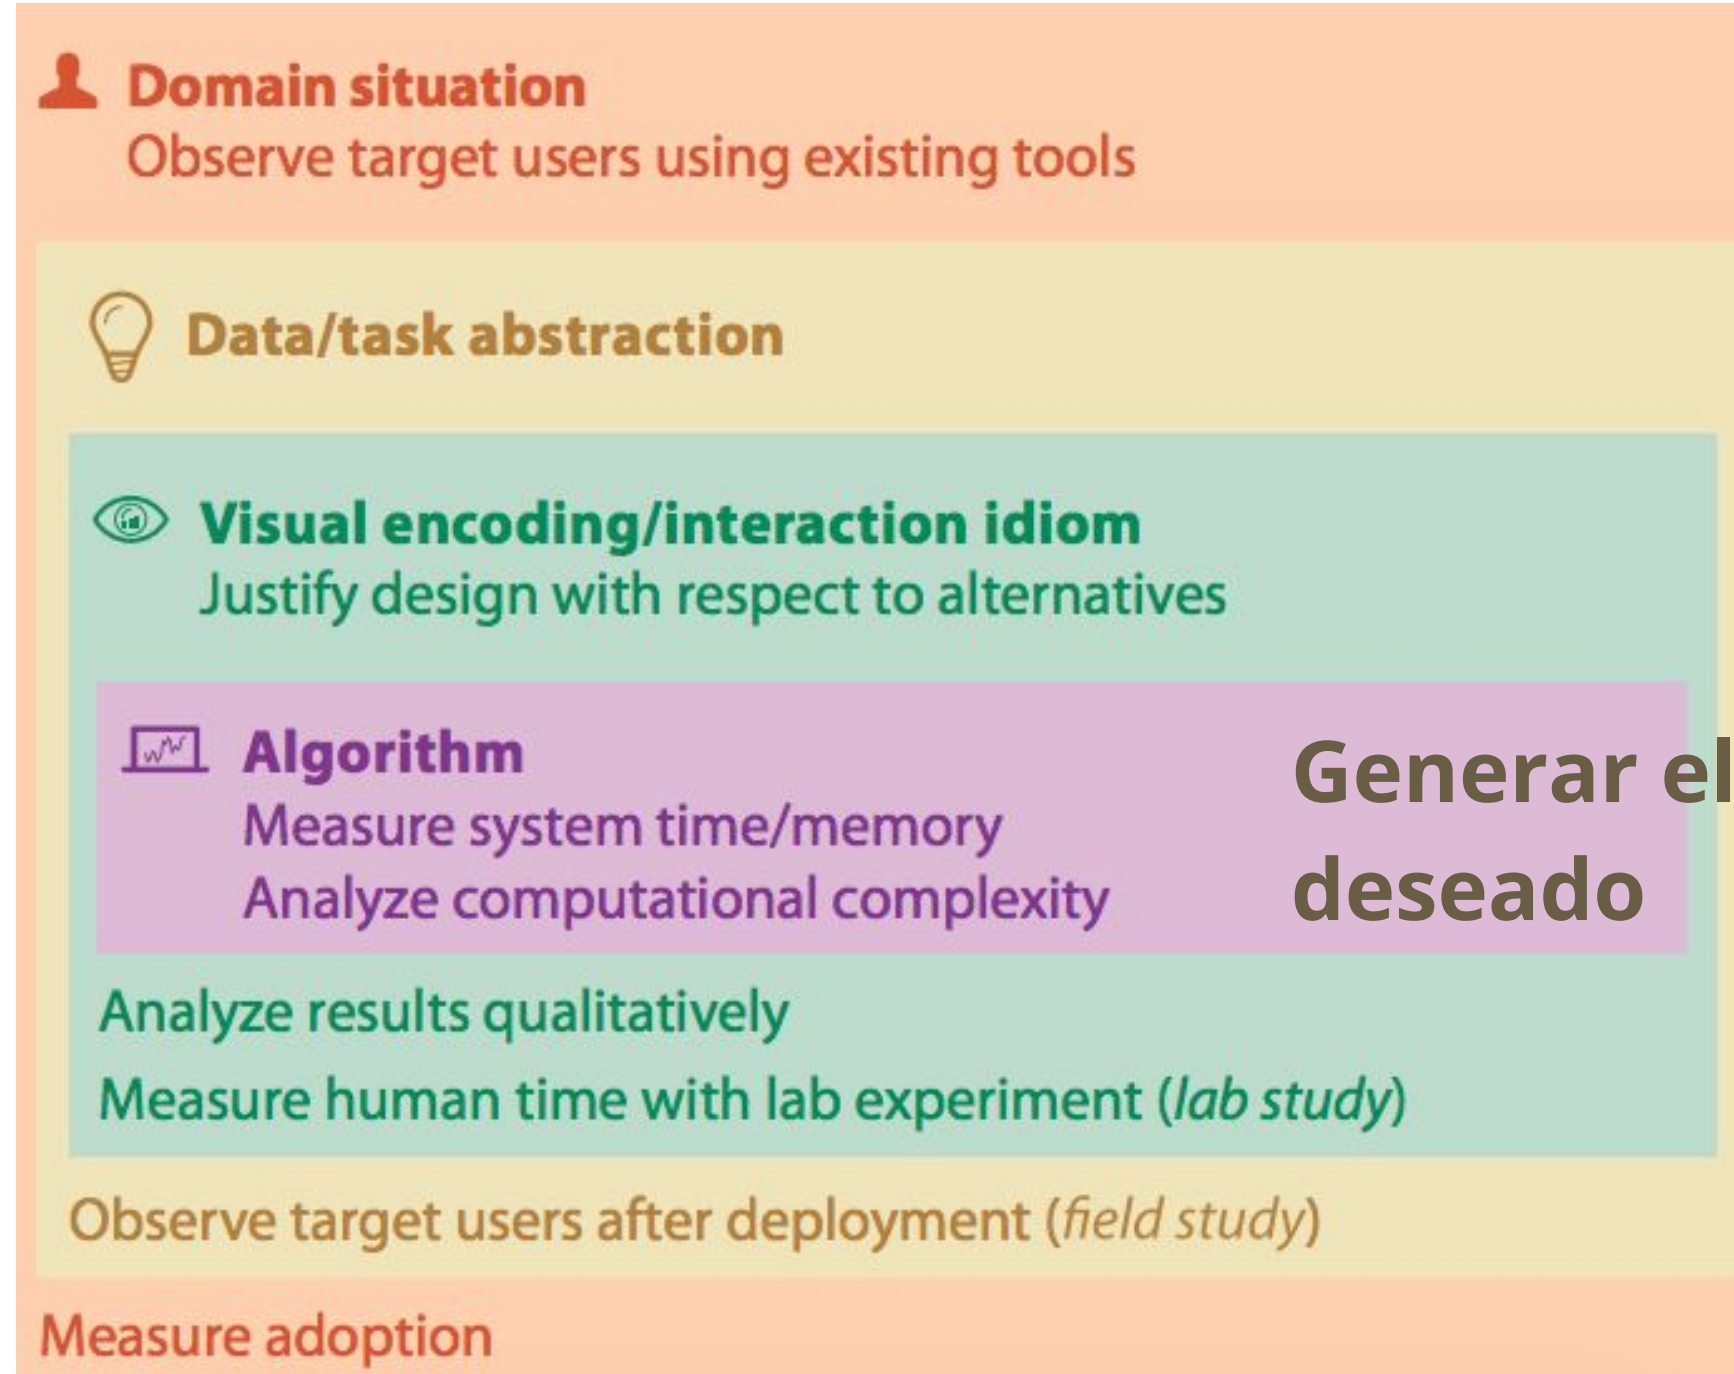 Domain situation
Observe target users using existing tools
Data/task abstraction
Visual encoding/interaction idiom
Justify design with respect to alternatives
Algorithm
Measure system time/memory
Analyze computational complexity
Generar el
deseado
Analyze results qualitatively
Measure human time with lab experiment (lab study)
Observe target users after deployment (field study)
Measure adoption